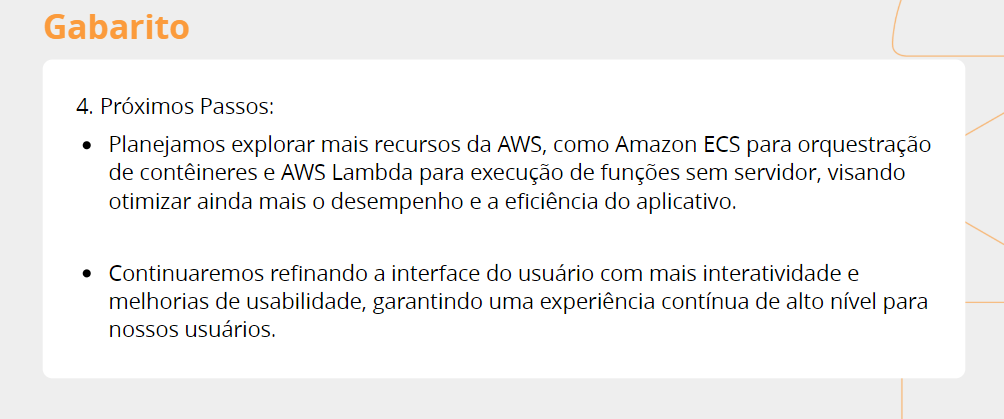 Gabarito
4. Próximos Passos:
• Planejamos explorar mais recursos da AWS, como Amazon ECS para orquestração
de contêineres e AWS Lambda para execução de funções sem servidor, visando
otimizar ainda mais o desempenho e a eficiência do aplicativo.
• Continuaremos refinando a interface do usuário com mais interatividade e
melhorias de usabilidade, garantindo uma experiência contínua de alto nível para
nossos usuários.